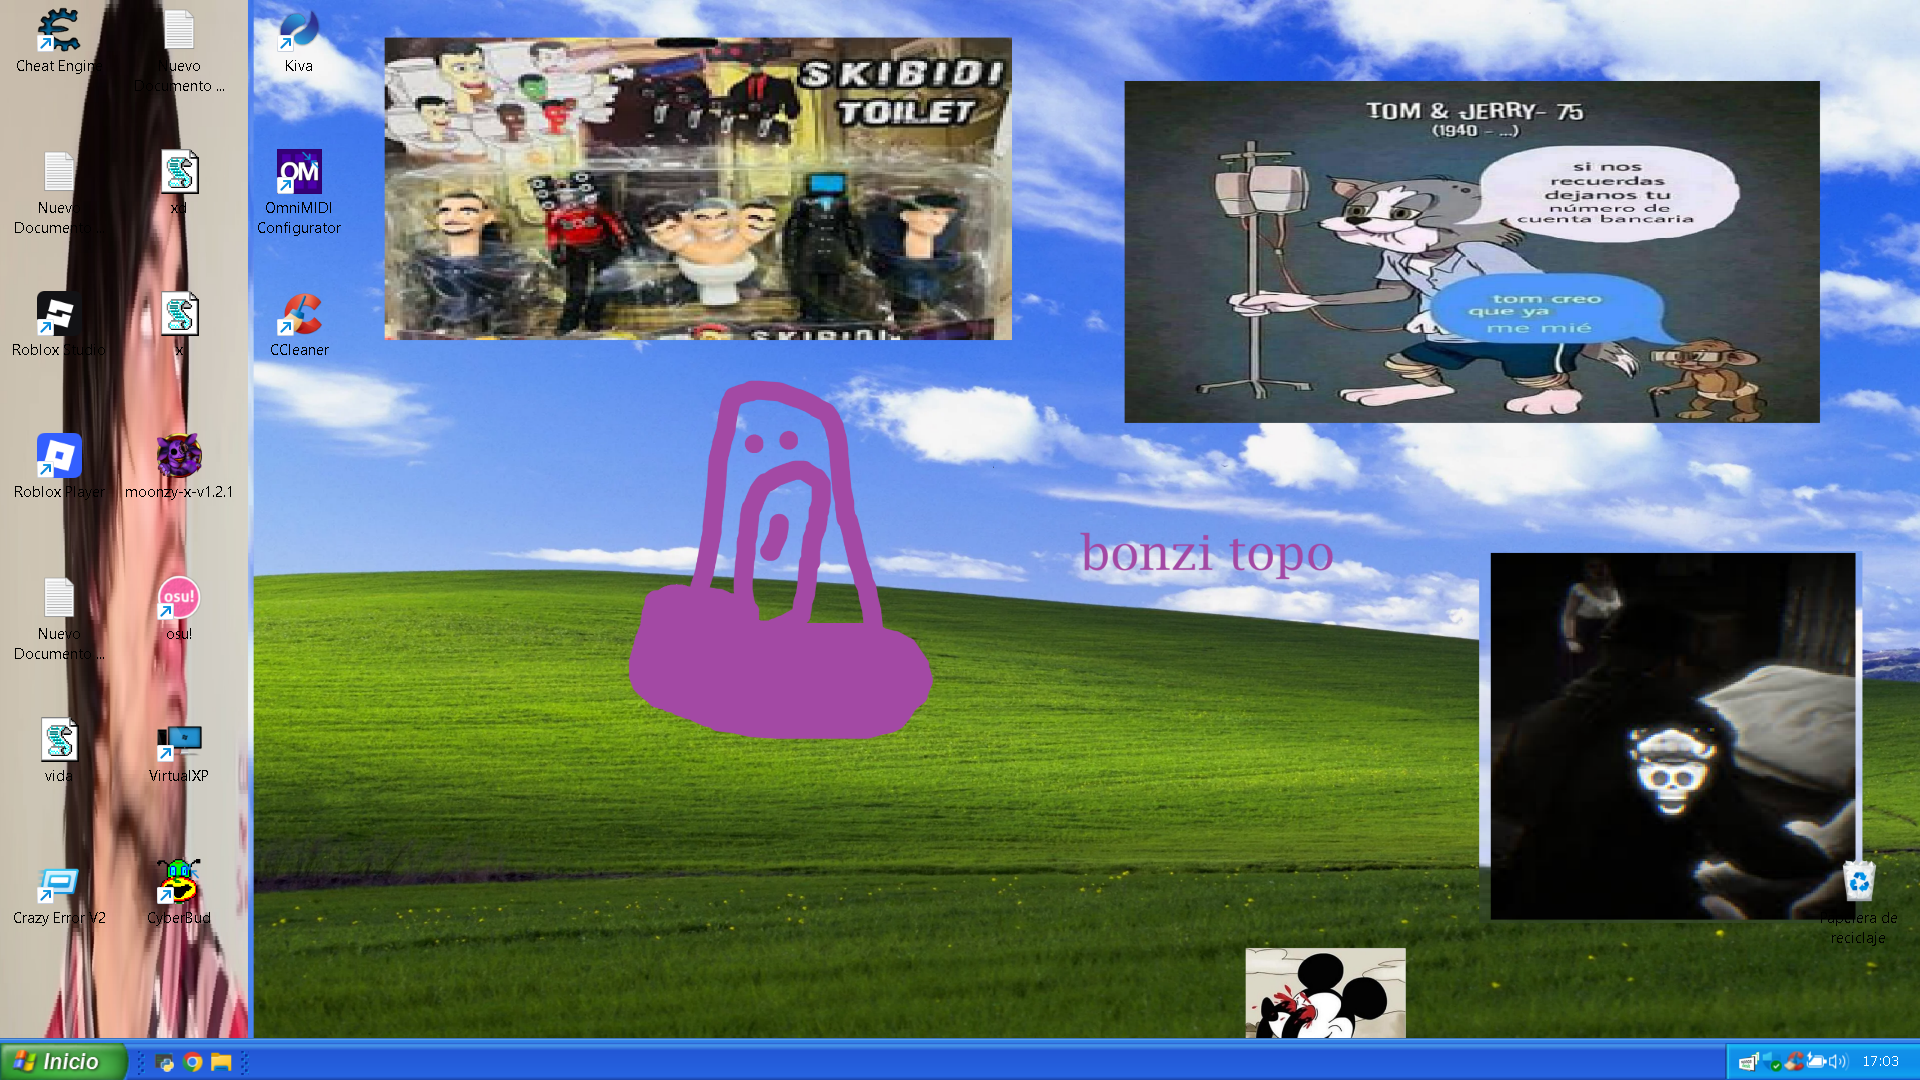 Cheat Engine
Nuevo
Documento ...
Kiva
Nuevo
Documento ...
xd
OM
OmniMIDI
Configurator
Roblox Studio
x
CCleaner
Roblox Player
moonzy-x-v1.2.1
Nuevo
Documento ...
osu!
osu!
vida
VirtualXP
Crazy Error V2
CyberBud
SKIBIDI
TOILET
SKIBIDI
TOM & JERRY- 75
(1940 - ...)
si nos
recuerdas
dejanos tu
número de
cuenta bancaria
tom creo
que ya
me mié
bonzi topo
Papelera de
reciclaje
Inicio
17:03